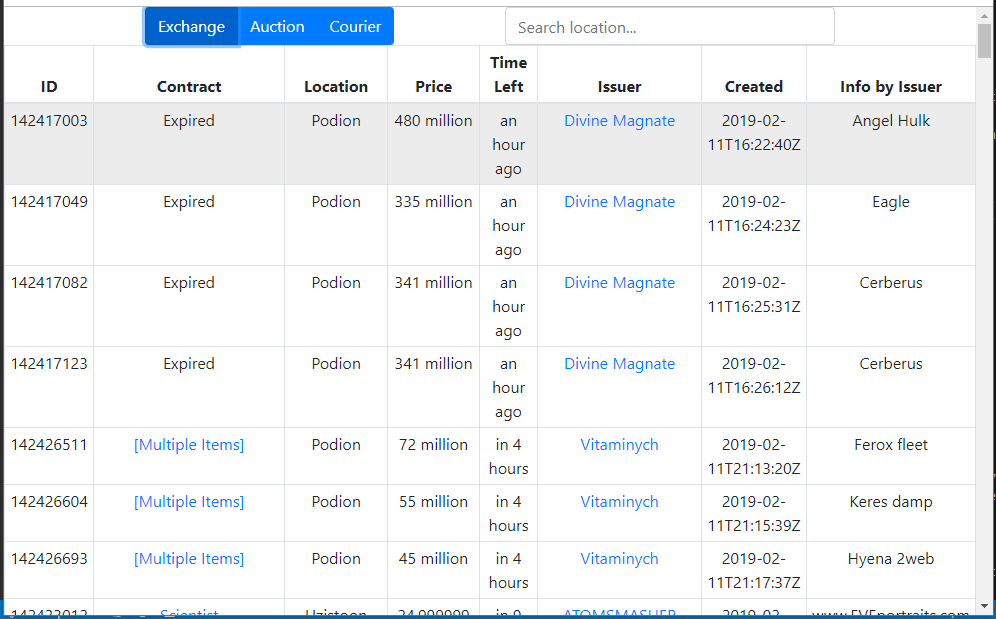 Exchange Auction Courier Search location...
ID Contract Location Price Time Left Issuer Created Info by Issuer
142417003 Expired Podion 480 million an hour ago Divine Magnate 2019-02-11T16:22:40Z Angel Hulk
142417049 Expired Podion 335 million an hour ago Divine Magnate 2019-02-11T16:24:23Z Eagle
142417082 Expired Podion 341 million an hour ago Divine Magnate 2019-02-11T16:25:31Z Cerberus
142417123 Expired Podion 341 million an hour ago Divine Magnate 2019-02-11T16:26:12Z Cerberus
142426511 [Multiple Items] Podion 72 million in 4 hours Vitaminych 2019-02-11T21:13:20Z Ferox fleet
142426604 [Multiple Items] Podion 55 million in 4 hours Vitaminych 2019-02-11T21:15:39Z Keres damp
142426693 [Multiple Items] Podion 45 million in 4 hours Vitaminych 2019-02-11T21:17:37Z Hyena 2web
Scientist 2019-02- www.EVEportraits.com